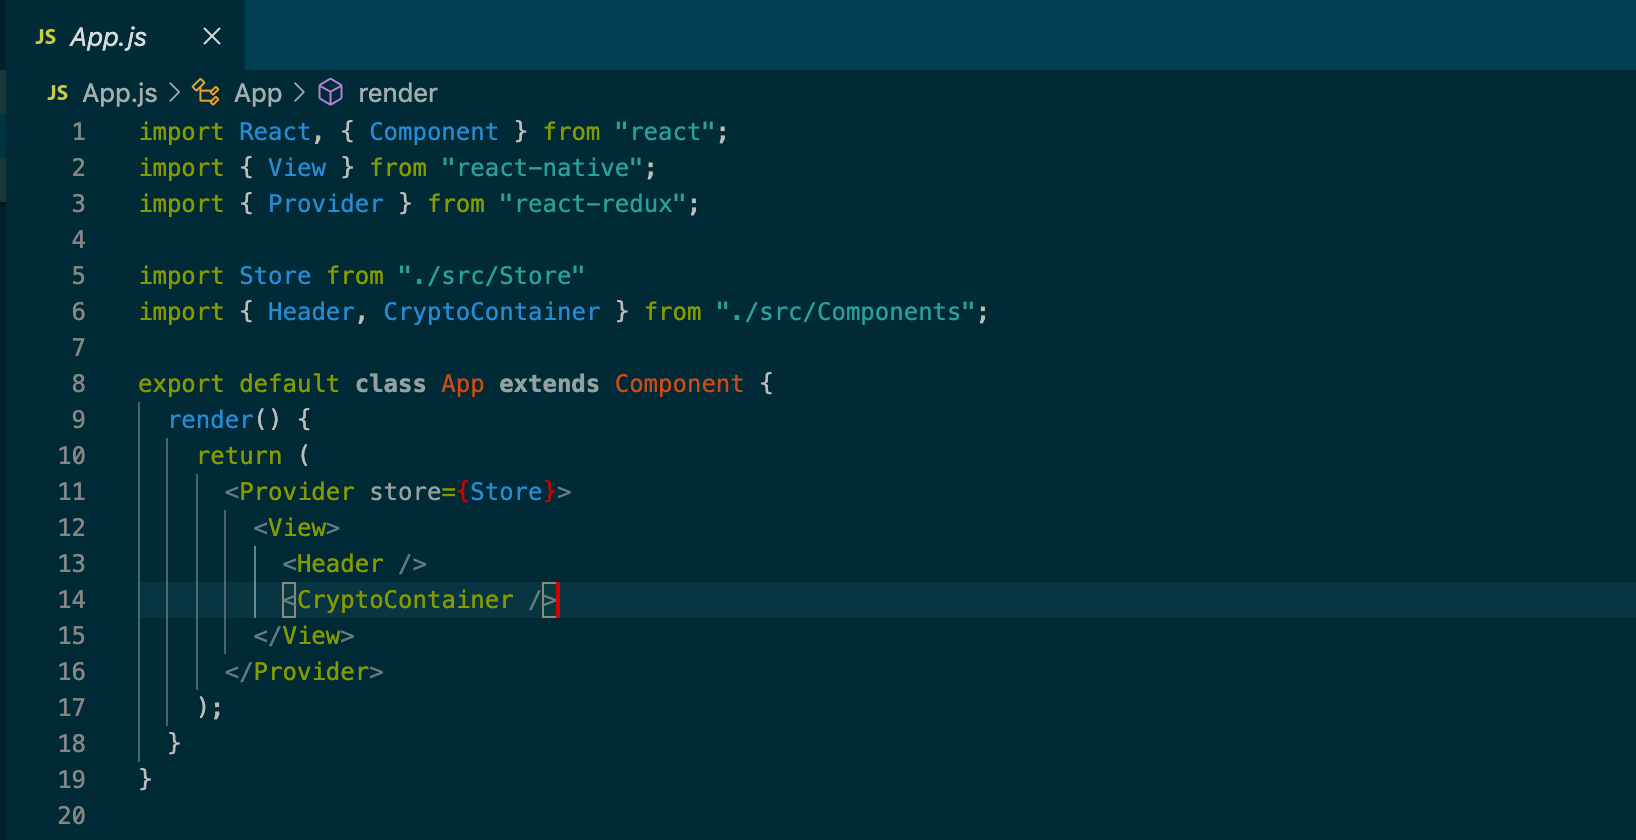 JS App.js
JS App.js > App > render
1 import React, { Component } from "react";
2 import { View } from "react-native";
3 import { Provider } from "react-redux";
4
5 import Store from "./src/Store"
6 import { Header, CryptoContainer } from "./src/Components";
7
8 export default class App extends Component {
9   render() {
10     return (
11       <Provider store={Store}>
12         <View>
13           <Header />
14           <CryptoContainer />
15         </View>
16       </Provider>
17     );
18   }
19 }
20